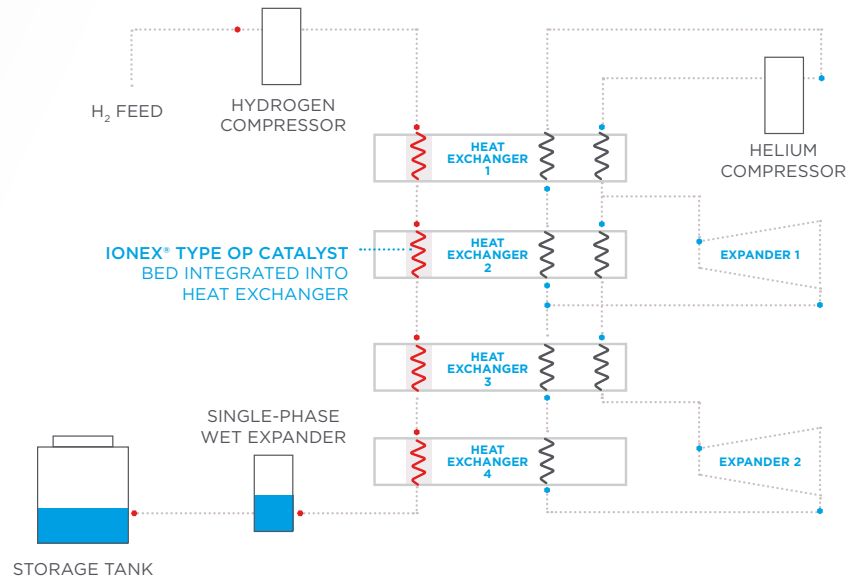 H₂ FEED
HYDROGEN
COMPRESSOR
HELIUM
COMPRESSOR
HEAT
EXCHANGER
1
IONEX® TYPE OP CATALYST
BED INTEGRATED INTO
HEAT EXCHANGER
HEAT
EXCHANGER
2
EXPANDER 1
HEAT
EXCHANGER
3
SINGLE-PHASE
WET EXPANDER
HEAT
EXCHANGER
4
EXPANDER 2
STORAGE TANK